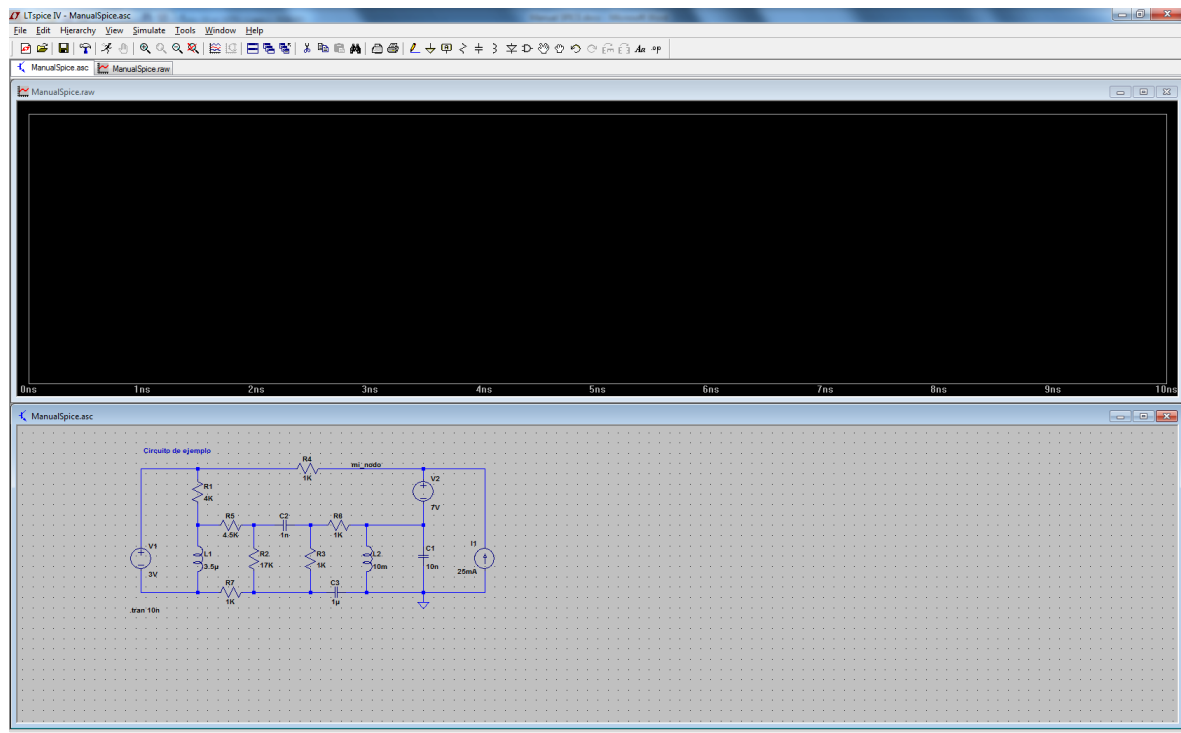 LTspice IV - ManualSpice.asc
File Edit Hierarchy View Simulate Tools Window Help
ManualSpice.asc ManualSpice.raw
ManualSpice.raw
0ns 1ns 2ns 3ns 4ns 5ns 6ns 7ns 8ns 9ns 10ns
ManualSpice.asc
Circuito de ejemplo
R4
mi_nodo
1K
V2
R1
4K
7V
R5 C2 R6
4.5K 1n 1K
V1
3V
L1
3.5µ
R2
17K
R3
1K
L2
10m
C1
10n
I1
25mA
R7 C3
1K 1µ
.tran 10n